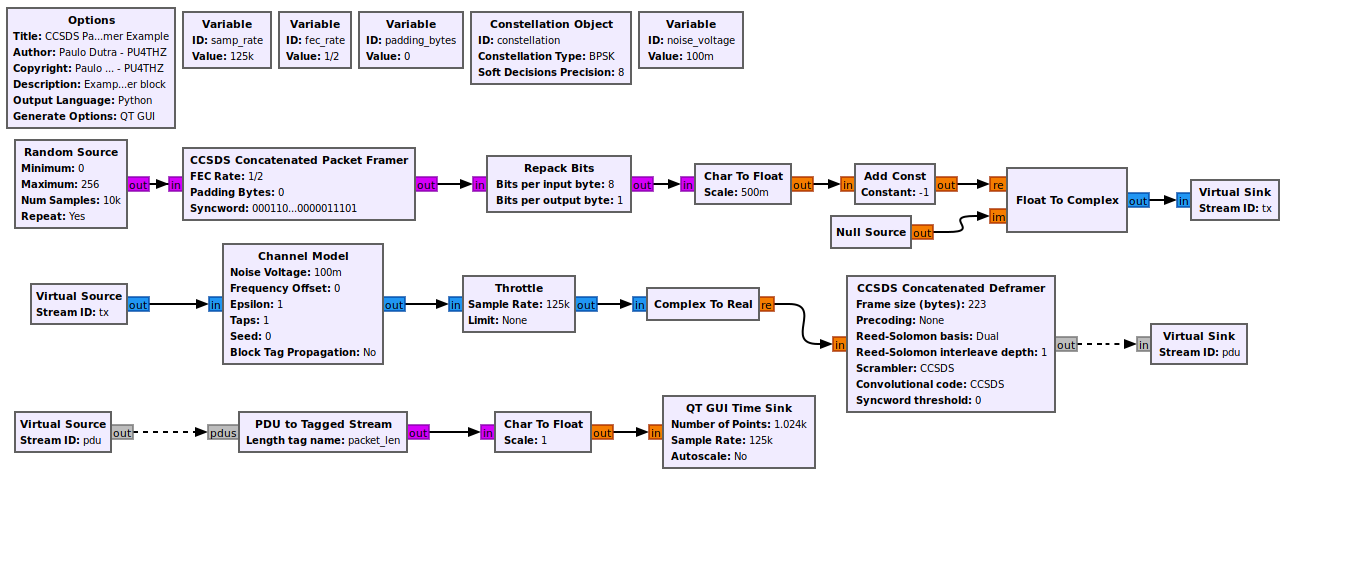 Options
Title: CCSDS Pa...mer Example
Author: Paulo Dutra - PU4THZ
Copyright: Paulo ... - PU4THZ
Description: Examp...er block
Output Language: Python
Generate Options: QT GUI
Variable
ID: samp_rate
Value: 125k
Variable
ID: fec_rate
Value: 1/2
Variable
ID: padding_bytes
Value: 0
Constellation Object
ID: constellation
Constellation Type: BPSK
Soft Decisions Precision: 8
Variable
ID: noise_voltage
Value: 100m
Random Source
Minimum: 0
Maximum: 256
Num Samples: 10k
Repeat: Yes
out
in
CCSDS Concatenated Packet Framer
FEC Rate: 1/2
Padding Bytes: 0
Syncword: 000110...0000011101
out
in
Repack Bits
Bits per input byte: 8
Bits per output byte: 1
out
in
Char To Float
Scale: 500m
out
in
Add Const
Constant: -1
out
Null Source
out
re
im
Float To Complex
out
in
Virtual Sink
Stream ID: tx
Virtual Source
Stream ID: tx
out
in
Channel Model
Noise Voltage: 100m
Frequency Offset: 0
Epsilon: 1
Taps: 1
Seed: 0
Block Tag Propagation: No
out
in
Throttle
Sample Rate: 125k
Limit: None
out
in
Complex To Real
re
in
CCSDS Concatenated Deframer
Frame size (bytes): 223
Precoding: None
Reed-Solomon basis: Dual
Reed-Solomon interleave depth: 1
Scrambler: CCSDS
Convolutional code: CCSDS
Syncword threshold: 0
out
in
Virtual Sink
Stream ID: pdu
Virtual Source
Stream ID: pdu
out
pdus
PDU to Tagged Stream
Length tag name: packet_len
out
in
Char To Float
Scale: 1
out
in
QT GUI Time Sink
Number of Points: 1.024k
Sample Rate: 125k
Autoscale: No